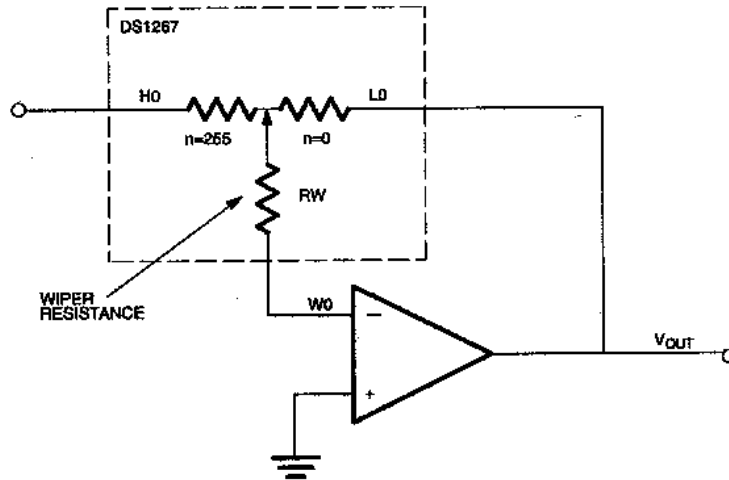 DS1267
H0
L0
n=255
n=0
RW
WIPER
RESISTANCE
W0
−
+
VOUT